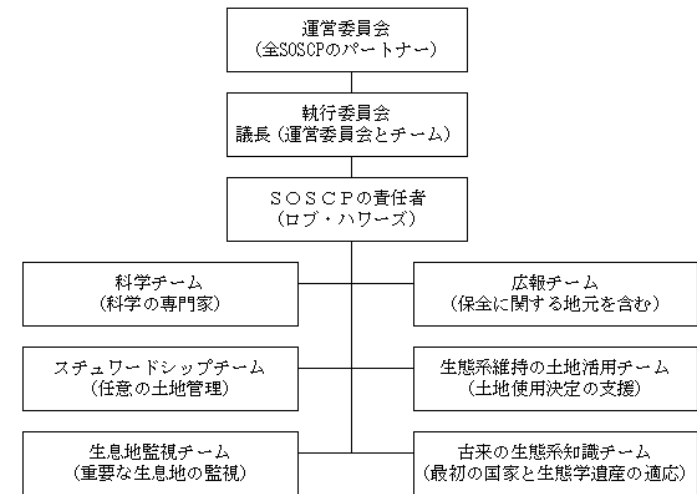 運営委員会
(全SOSCPのパートナー)
執行委員会
議長(運営委員会とチーム)
ＳＯＳＣＰの責任者
(ロブ・ハワーズ)
科学チーム
(科学の専門家)
広報チーム
(保全に関する地元を含む)
スチュワードシップチーム
(任意の土地管理)
生態系維持の土地活用チーム
(土地使用決定の支援)
生息地監視チーム
(重要な生息地の監視)
古来の生態系知識チーム
(最初の国家と生態学遺産の適応)